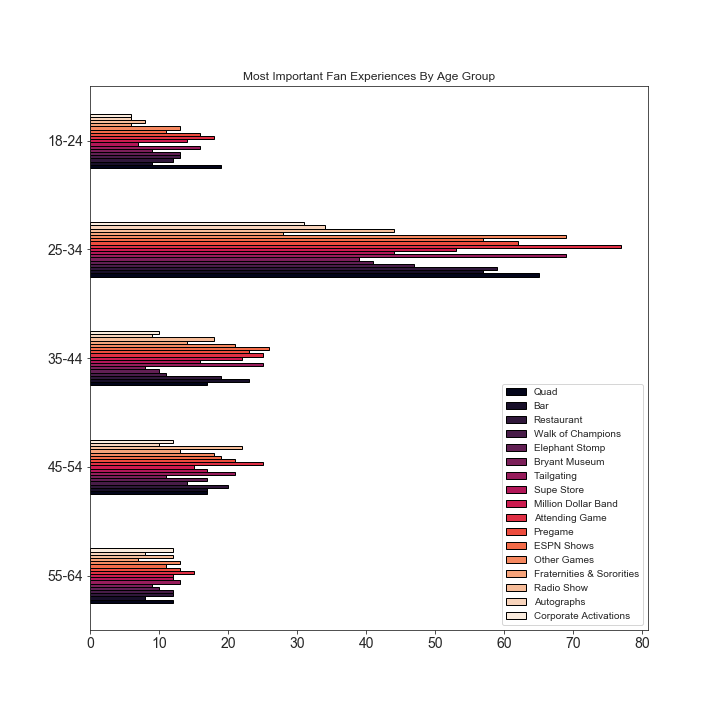 Most Important Fan Experiences By Age Group
18-24
25-34
35-44
45-54
55-64
Quad
Bar
Restaurant
Walk of Champions
Elephant Stomp
Bryant Museum
Tailgating
Supe Store
Million Dollar Band
Attending Game
Pregame
ESPN Shows
Other Games
Fraternities & Sororities
Radio Show
Autographs
Corporate Activations
0 10 20 30 40 50 60 70 80